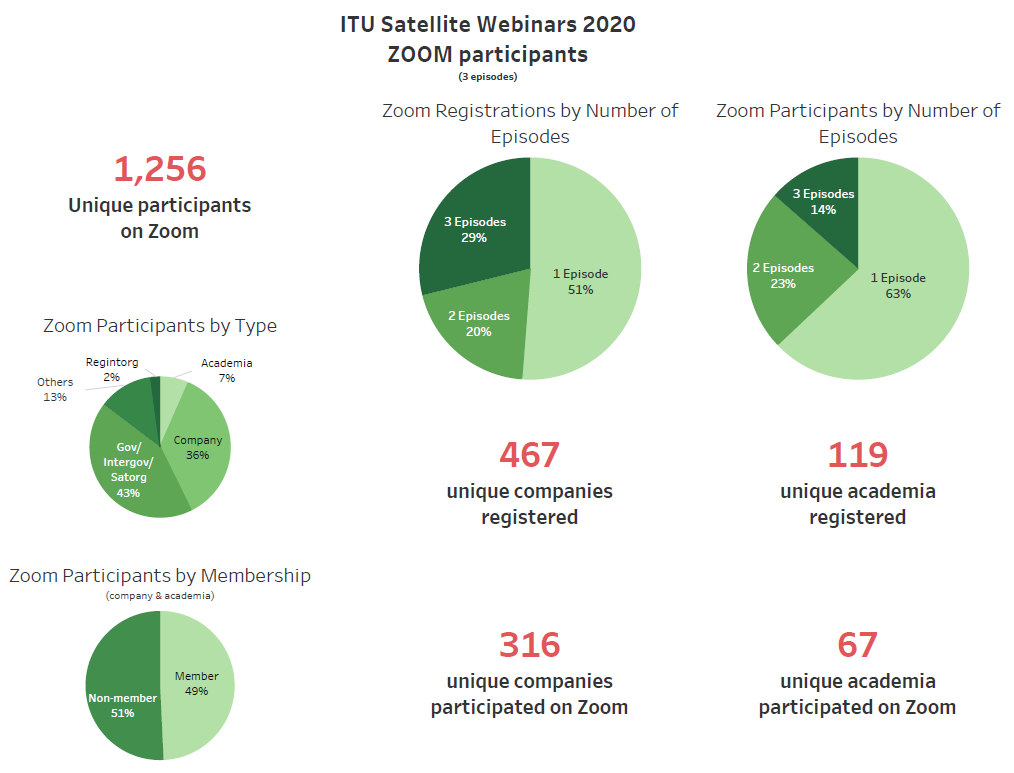 ITU Satellite Webinars 2020
ZOOM participants
(3 episodes)
1,256
Unique participants
on Zoom
Zoom Registrations by Number of
Episodes
3 Episodes
29%
1 Episode
51%
2 Episodes
20%
Zoom Participants by Number of
Episodes
3 Episodes
14%
2 Episodes
23%
1 Episode
63%
Zoom Participants by Type
Regintorg
2%
Academia
7%
Others
13%
Company
36%
Gov/
Intergov/
Satorg
43%
467
unique companies
registered
119
unique academia
registered
Zoom Participants by Membership
(company & academia)
Member
49%
Non-member
51%
316
unique companies
participated on Zoom
67
unique academia
participated on Zoom